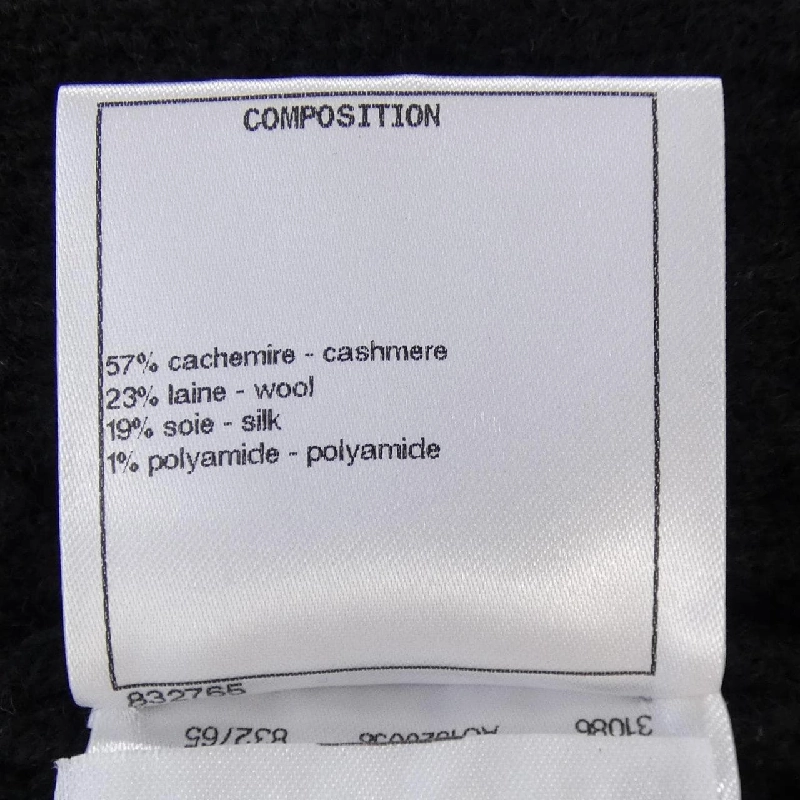 COMPOSITION
57% cachemire - cashmere
23% laine - wool
19% soie - silk
1% polyamide - polyamide
832765
31086 832765